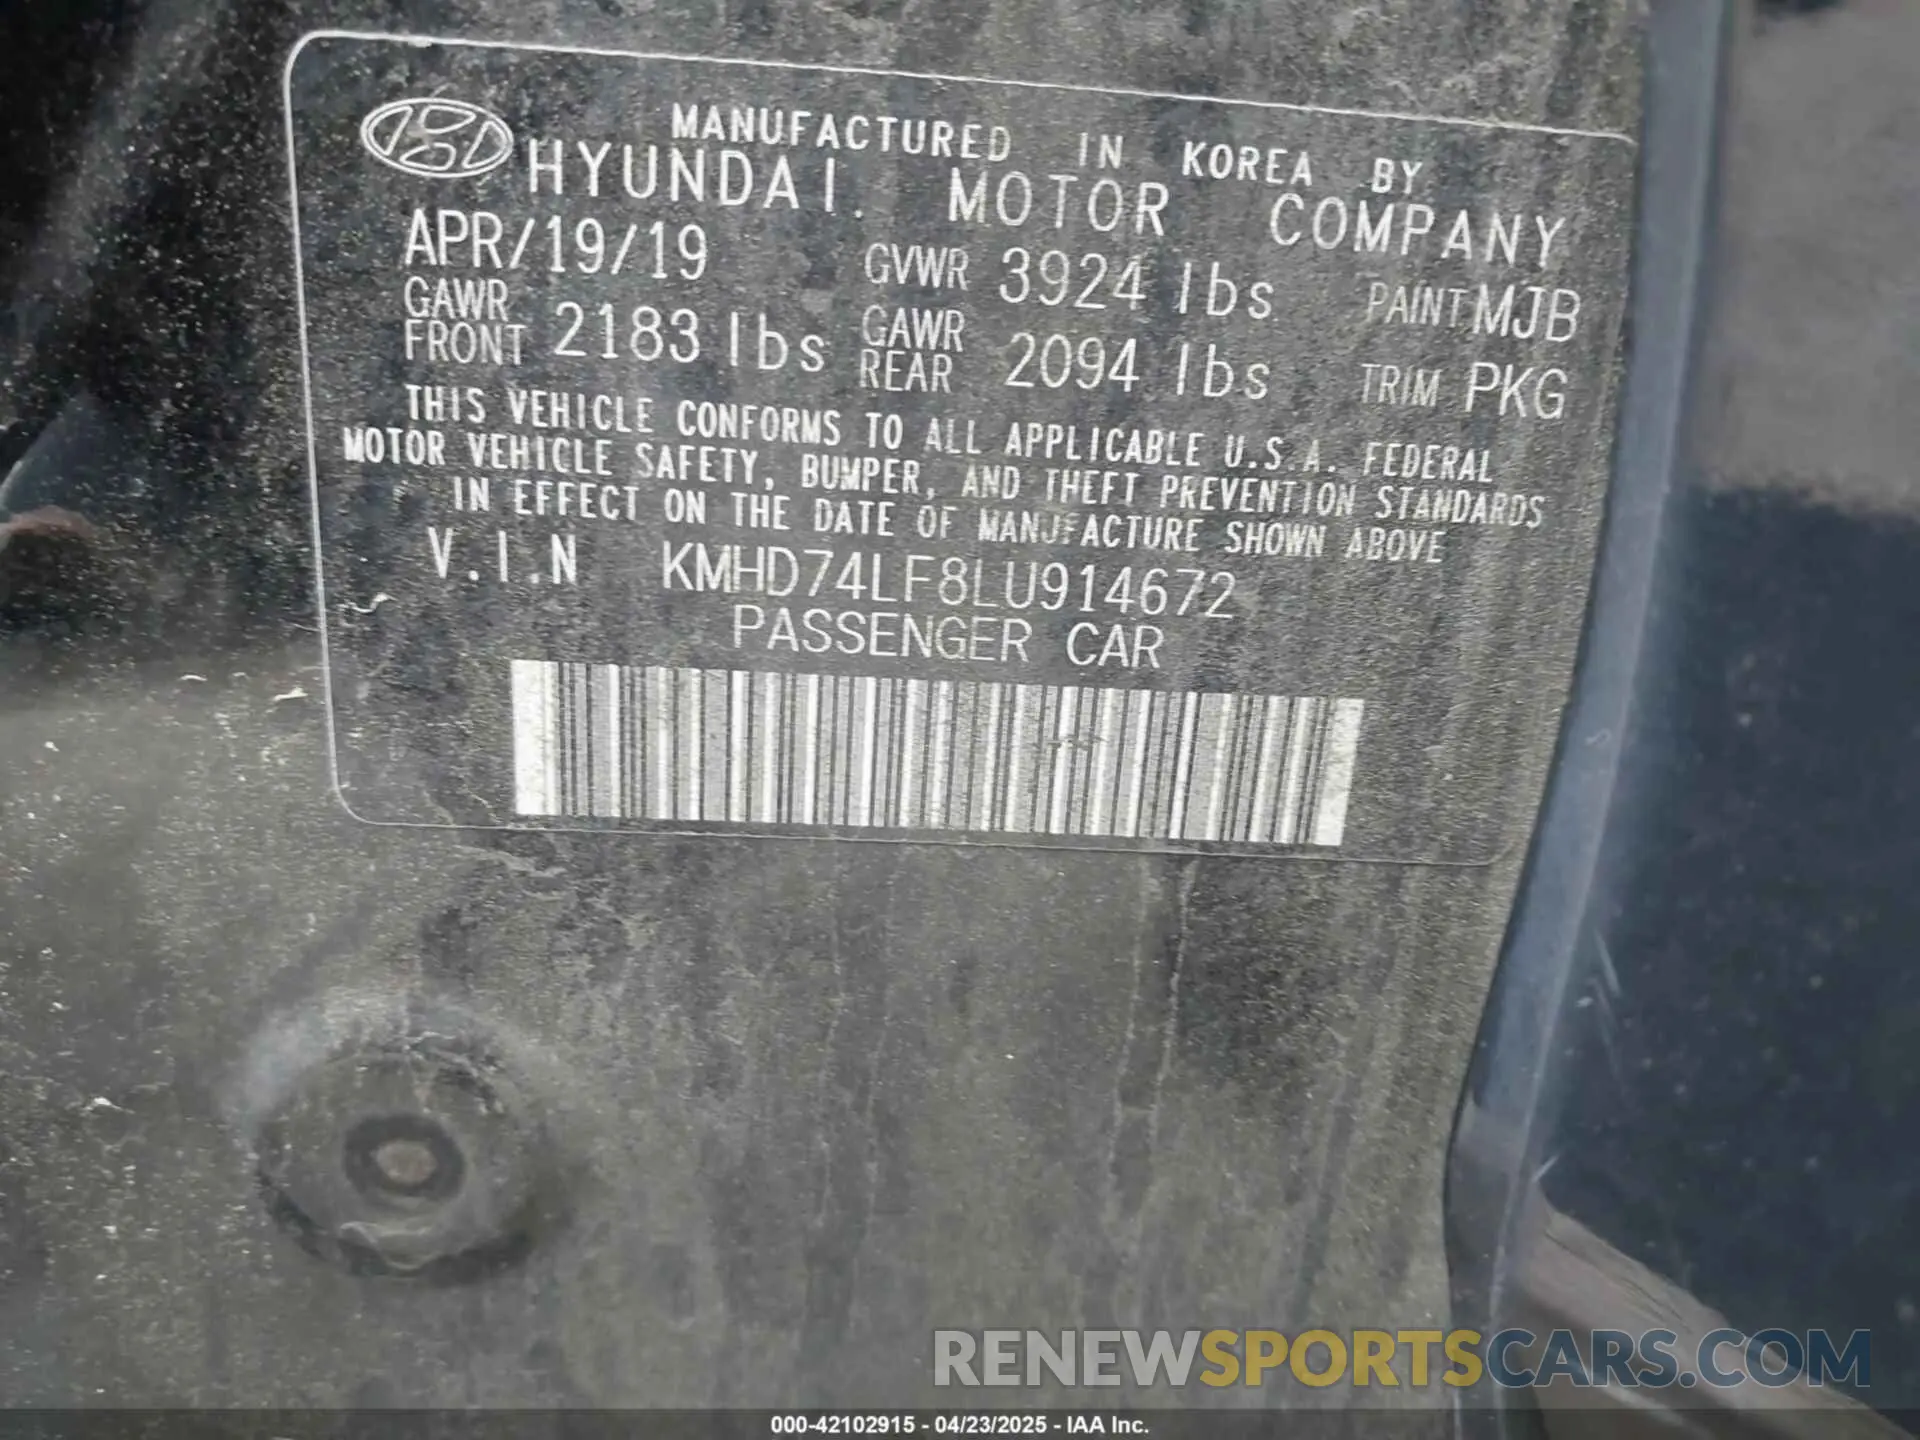 MANUFACTURED IN KOREA BY
HYUNDAI MOTOR COMPANY
APR/19/19 GVWR 3924 lbs PAINT MJB
GAWR FRONT 2183 lbs GAWR REAR 2094 lbs TRIM PKG
THIS VEHICLE CONFORMS TO ALL APPLICABLE U.S.A. FEDERAL
MOTOR VEHICLE SAFETY, BUMPER, AND THEFT PREVENTION STANDARDS
IN EFFECT ON THE DATE OF MANUFACTURE SHOWN ABOVE
V.I.N KMHD74LF8LU914672
PASSENGER CAR
RENEWSPORTSCARS.COM
000-42102915 - 04/23/2025 - IAA Inc.